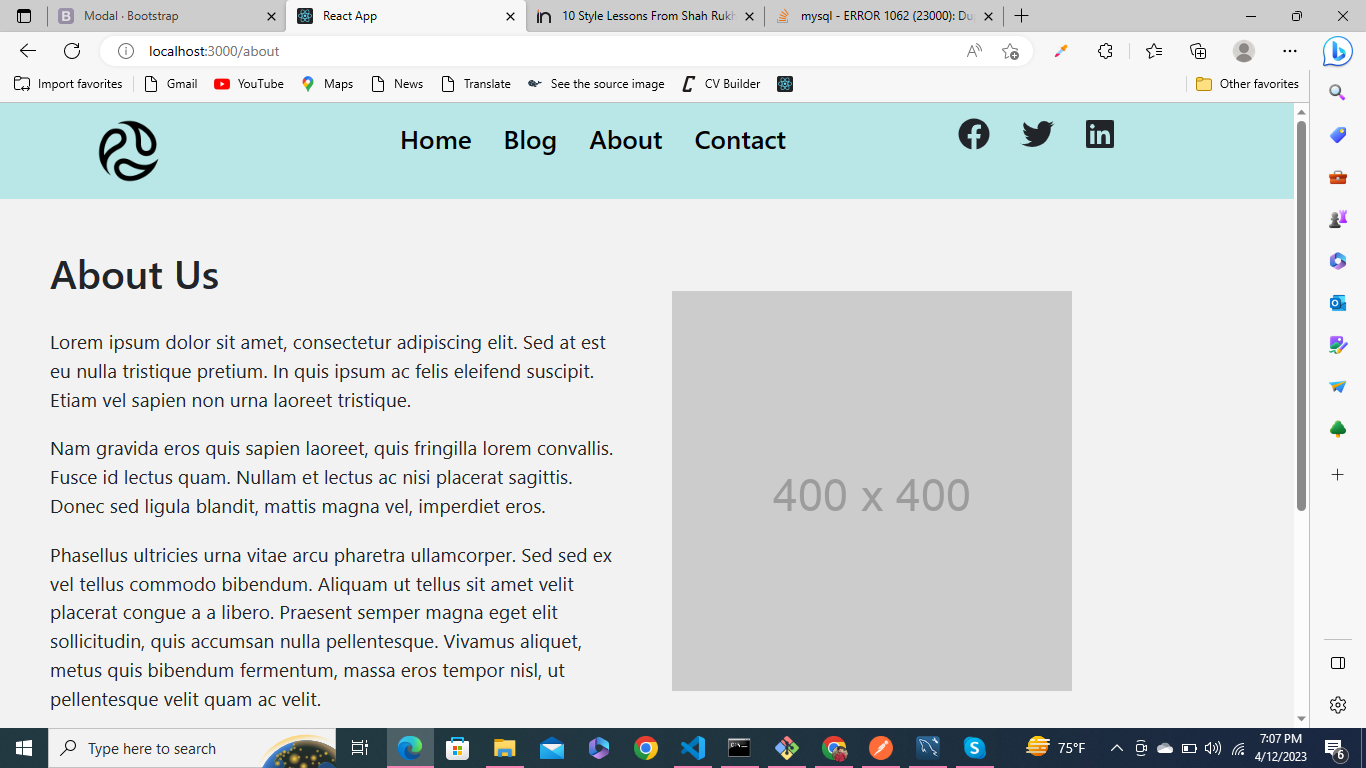 Modal · Bootstrap
React App
10 Style Lessons From Shah Rukh
mysql - ERROR 1062 (23000): Dup
localhost:3000/about
Import favorites
Gmail
YouTube
Maps
News
Translate
See the source image
CV Builder
Other favorites
Home
Blog
About
Contact
About Us
Lorem ipsum dolor sit amet, consectetur adipiscing elit. Sed at est
eu nulla tristique pretium. In quis ipsum ac felis eleifend suscipit.
Etiam vel sapien non urna laoreet tristique.
Nam gravida eros quis sapien laoreet, quis fringilla lorem convallis.
Fusce id lectus quam. Nullam et lectus ac nisi placerat sagittis.
Donec sed ligula blandit, mattis magna vel, imperdiet eros.
Phasellus ultricies urna vitae arcu pharetra ullamcorper. Sed sed ex
vel tellus commodo bibendum. Aliquam ut tellus sit amet velit
placerat congue a a libero. Praesent semper magna eget elit
sollicitudin, quis accumsan nulla pellentesque. Vivamus aliquet,
metus quis bibendum fermentum, massa eros tempor nisl, ut
pellentesque velit quam ac velit.
400 x 400
Type here to search
75°F
7:07 PM
4/12/2023
6